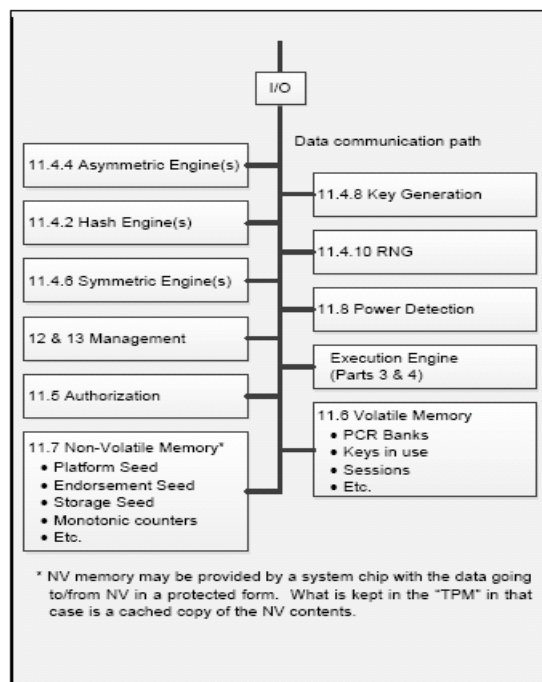 I/O
Data communication path
11.4.4 Asymmetric Engine(s)
11.4.8 Key Generation
11.4.2 Hash Engine(s)
11.4.10 RNG
11.4.6 Symmetric Engine(s)
11.8 Power Detection
12 & 13 Management
Execution Engine
(Parts 3 & 4)
11.5 Authorization
11.6 Volatile Memory
• PCR Banks
• Keys in use
• Sessions
• Etc.
11.7 Non-Volatile Memory*
• Platform Seed
• Endorsement Seed
• Storage Seed
• Monotonic counters
• Etc.
* NV memory may be provided by a system chip with the data going
to/from NV in a protected form. What is kept in the "TPM" in that
case is a cached copy of the NV contents.